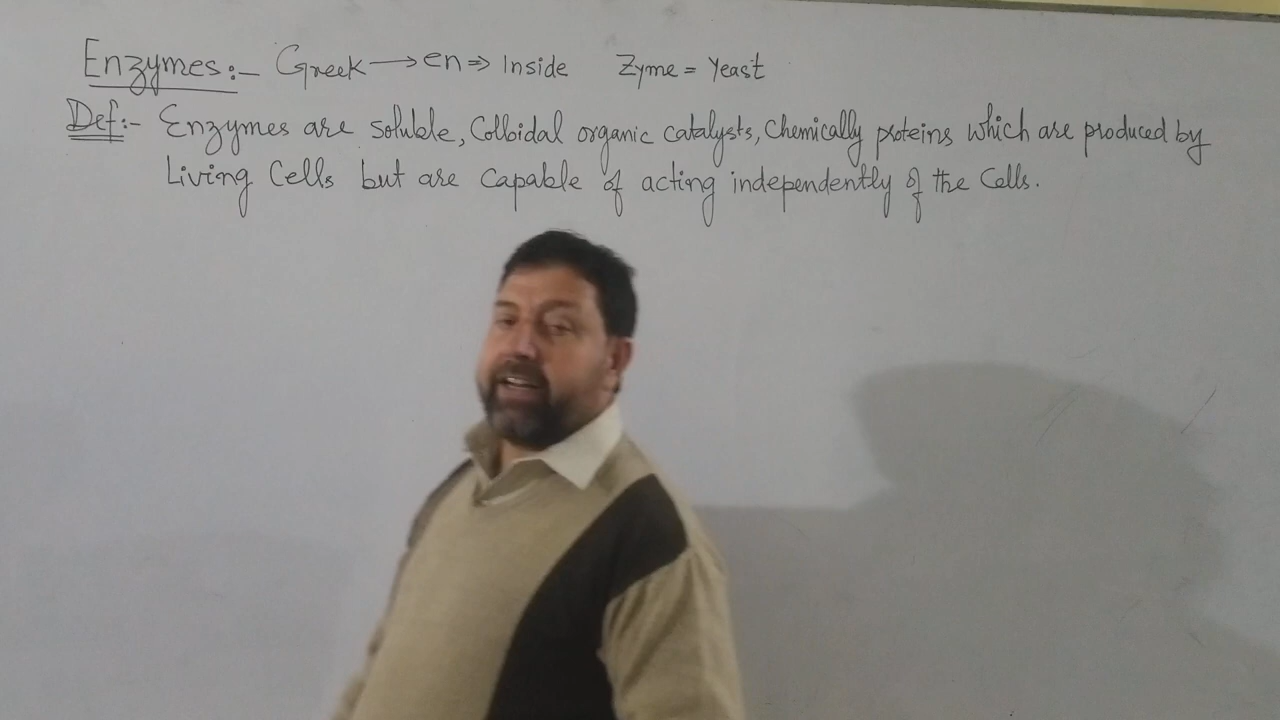 Enzymes:- Greek → en ⇒ Inside Zyme = Yeast
Def:- Enzymes are soluble, Colloidal organic catalysts, Chemically proteins which are produced by
Living Cells but are capable of acting independently of the Cells.